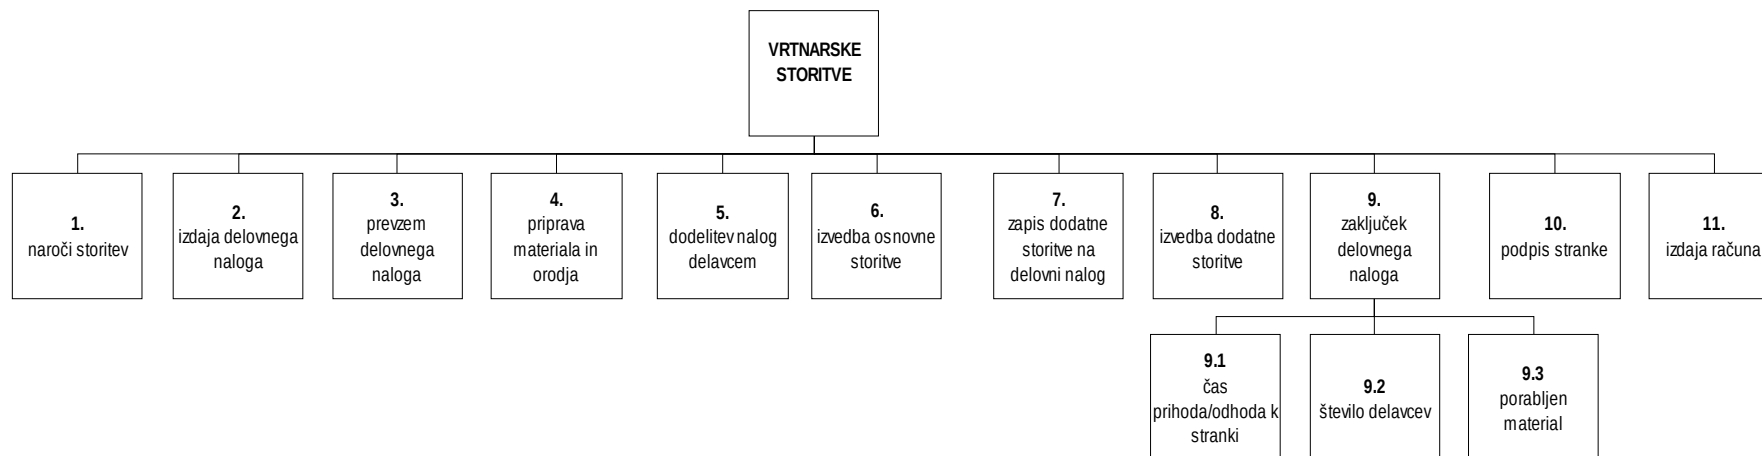 VRTNARSKE
STORITVE
1.
naroči storitev
2.
izdaja delovnega
naloga
3.
prevzem
delovnega
naloga
4.
priprava
materiala in
orodja
5.
dodelitev nalog
delavcem
6.
izvedba osnovne
storitve
7.
zapis dodatne
storitve na
delovni nalog
8.
izvedba dodatne
storitve
9.
zaključek
delovnega
naloga
10.
podpis stranke
11.
izdaja računa
9.1
čas
prihoda/odhoda k
stranki
9.2
število delavcev
9.3
porabljen
material